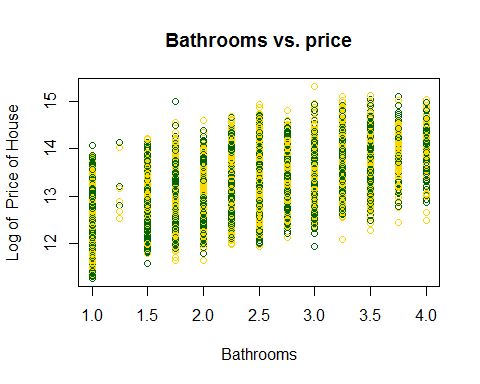 Bathrooms vs. price
Log of  Price of House
15
14
13
12
1.0 1.5 2.0 2.5 3.0 3.5 4.0
Bathrooms